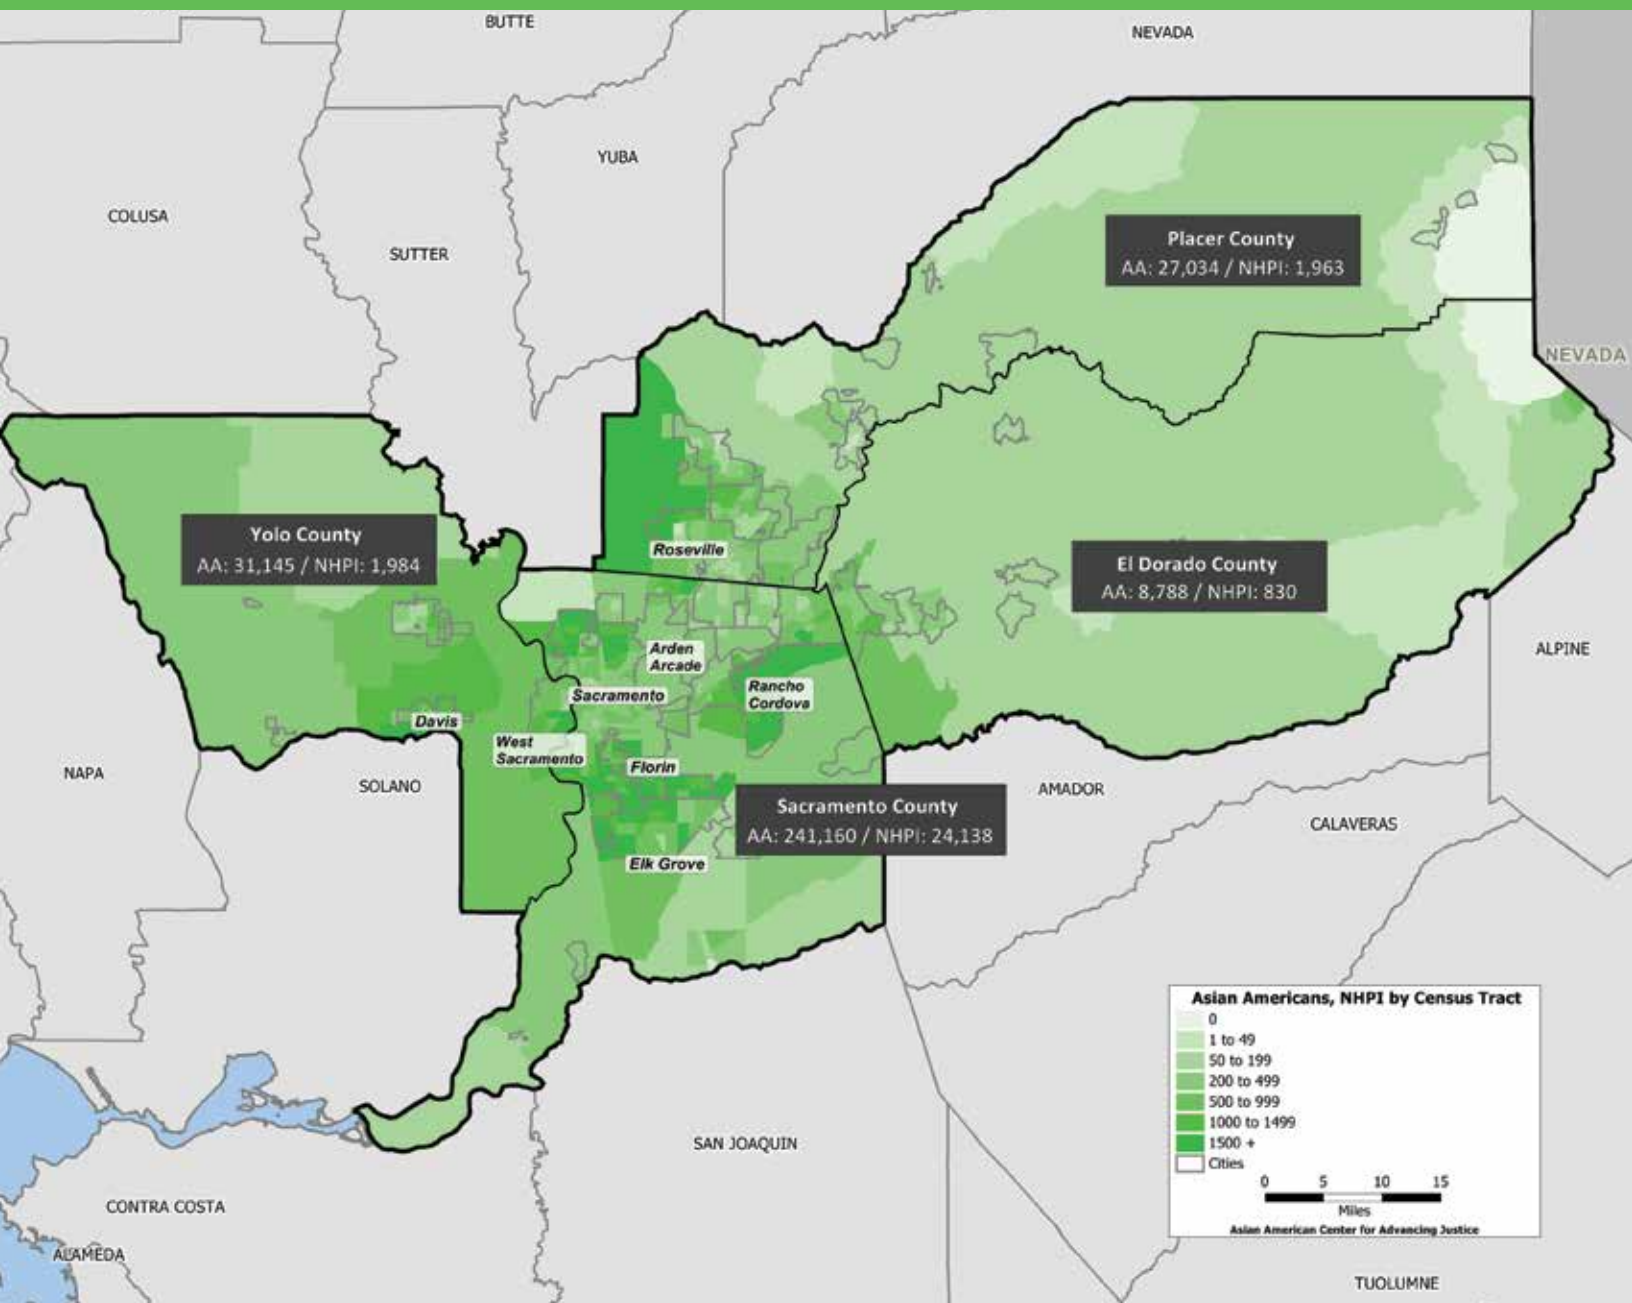 BUTTE
NEVADA
YUBA
COLUSA
SUTTER
Placer County
AA: 27,034 / NHPI: 1,963
NEVADA
Yolo County
AA: 31,145 / NHPI: 1,984
Roseville
El Dorado County
AA: 8,788 / NHPI: 830
Arden
Arcade
ALPINE
Sacramento
Rancho
Cordova
Davis
West
Sacramento
Florin
NAPA
SOLANO
AMADOR
Sacramento County
AA: 241,160 / NHPI: 24,138
CALAVERAS
Elk Grove
Asian Americans, NHPI by Census Tract
0
1 to 49
50 to 199
200 to 499
500 to 999
1000 to 1499
1500 +
Cities
0 5 10 15
Miles
Asian American Center for Advancing Justice
SAN JOAQUIN
CONTRA COSTA
ALAMEDA
TUOLUMNE